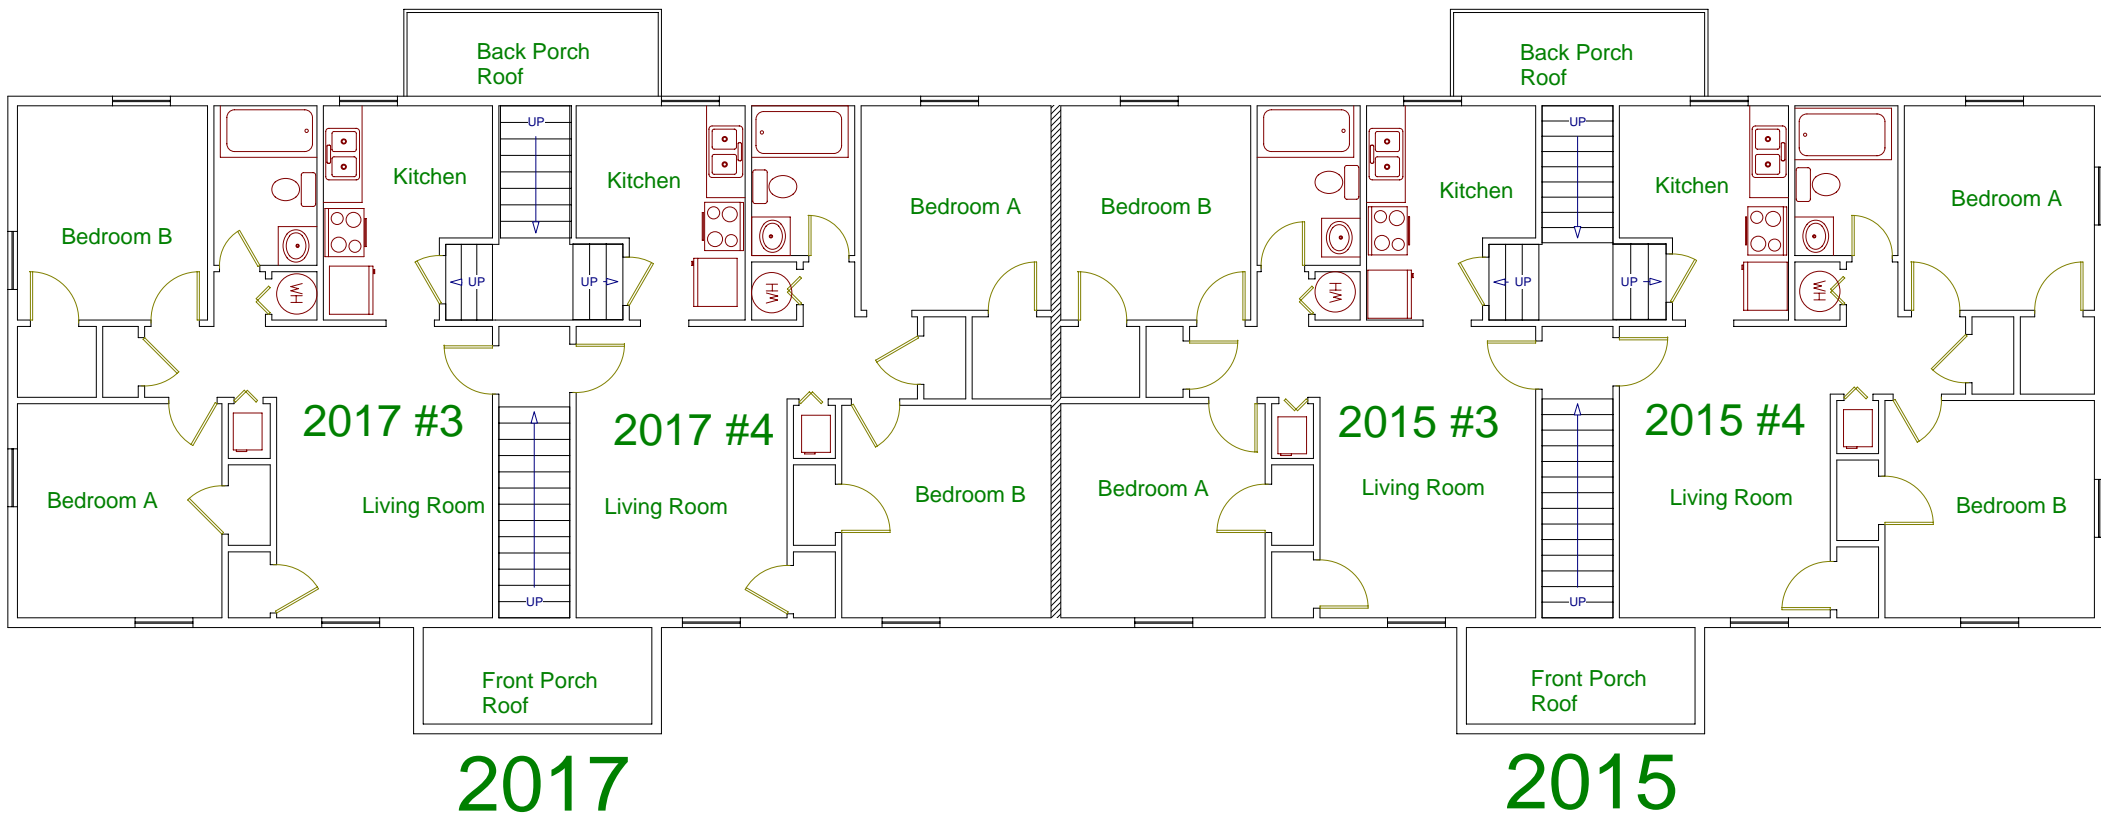 Back Porch
Roof
Back Porch
Roof
UP
UP
Kitchen
Kitchen
Kitchen
Kitchen
Bedroom B
Bedroom A
Bedroom B
Bedroom A
UP
UP
UP
UP
WH
WH
WH
WH
2017 #3
2017 #4
2015 #3
2015 #4
Bedroom A
Living Room
Living Room
Bedroom B
Bedroom A
Living Room
Living Room
Bedroom B
UP
UP
Front Porch
Roof
Front Porch
Roof
2017
2015